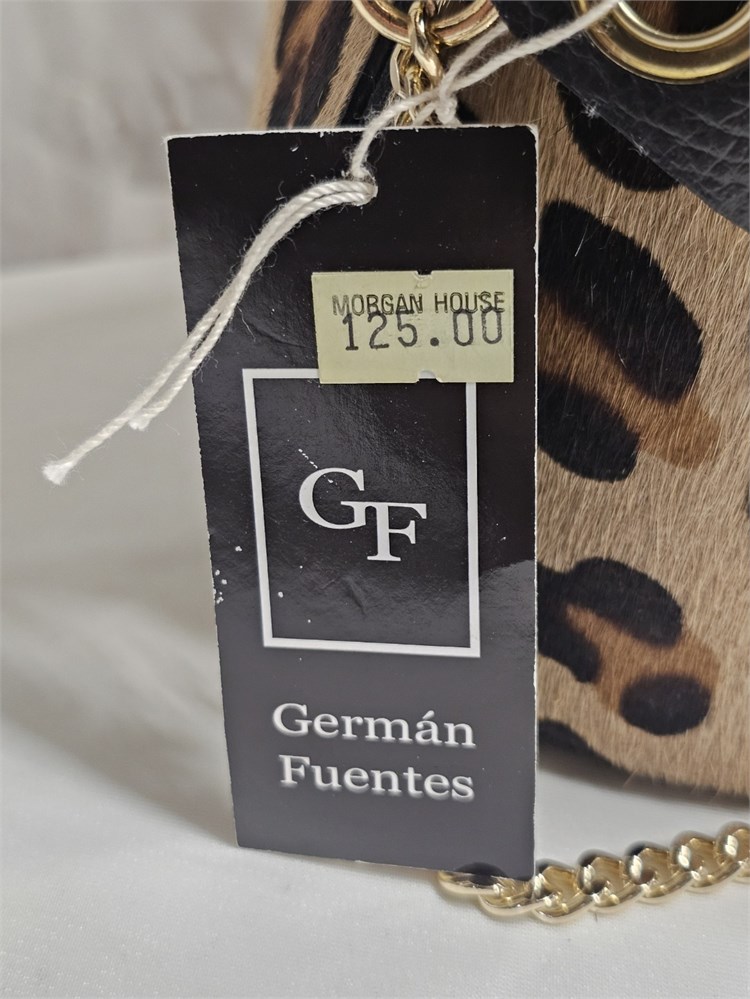 MORGAN HOUSE
125.00
GF
Germán
Fuentes